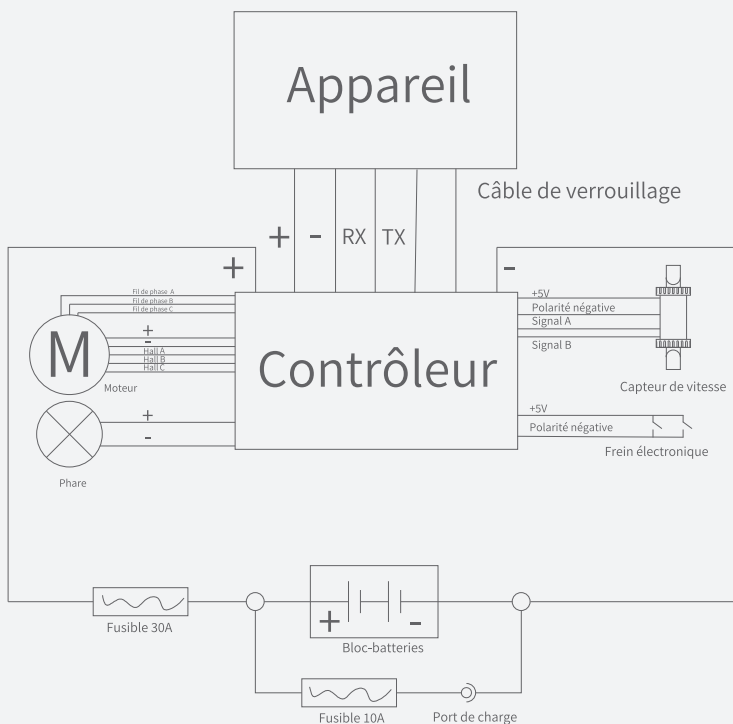 Appareil
Câble de verrouillage
+ - RX TX
+
-
Fil de phase A
Fil de phase B
Fil de phase C
+
-
Hall A
Hall B
Hall C
M
Moteur
Contrôleur
+5V
Polarité négative
Signal A
Signal B
Capteur de vitesse
+
-
Phare
+5V
Polarité négative
Frein électronique
Fusible 30A
+ -
Bloc-batteries
Fusible 10A
Port de charge